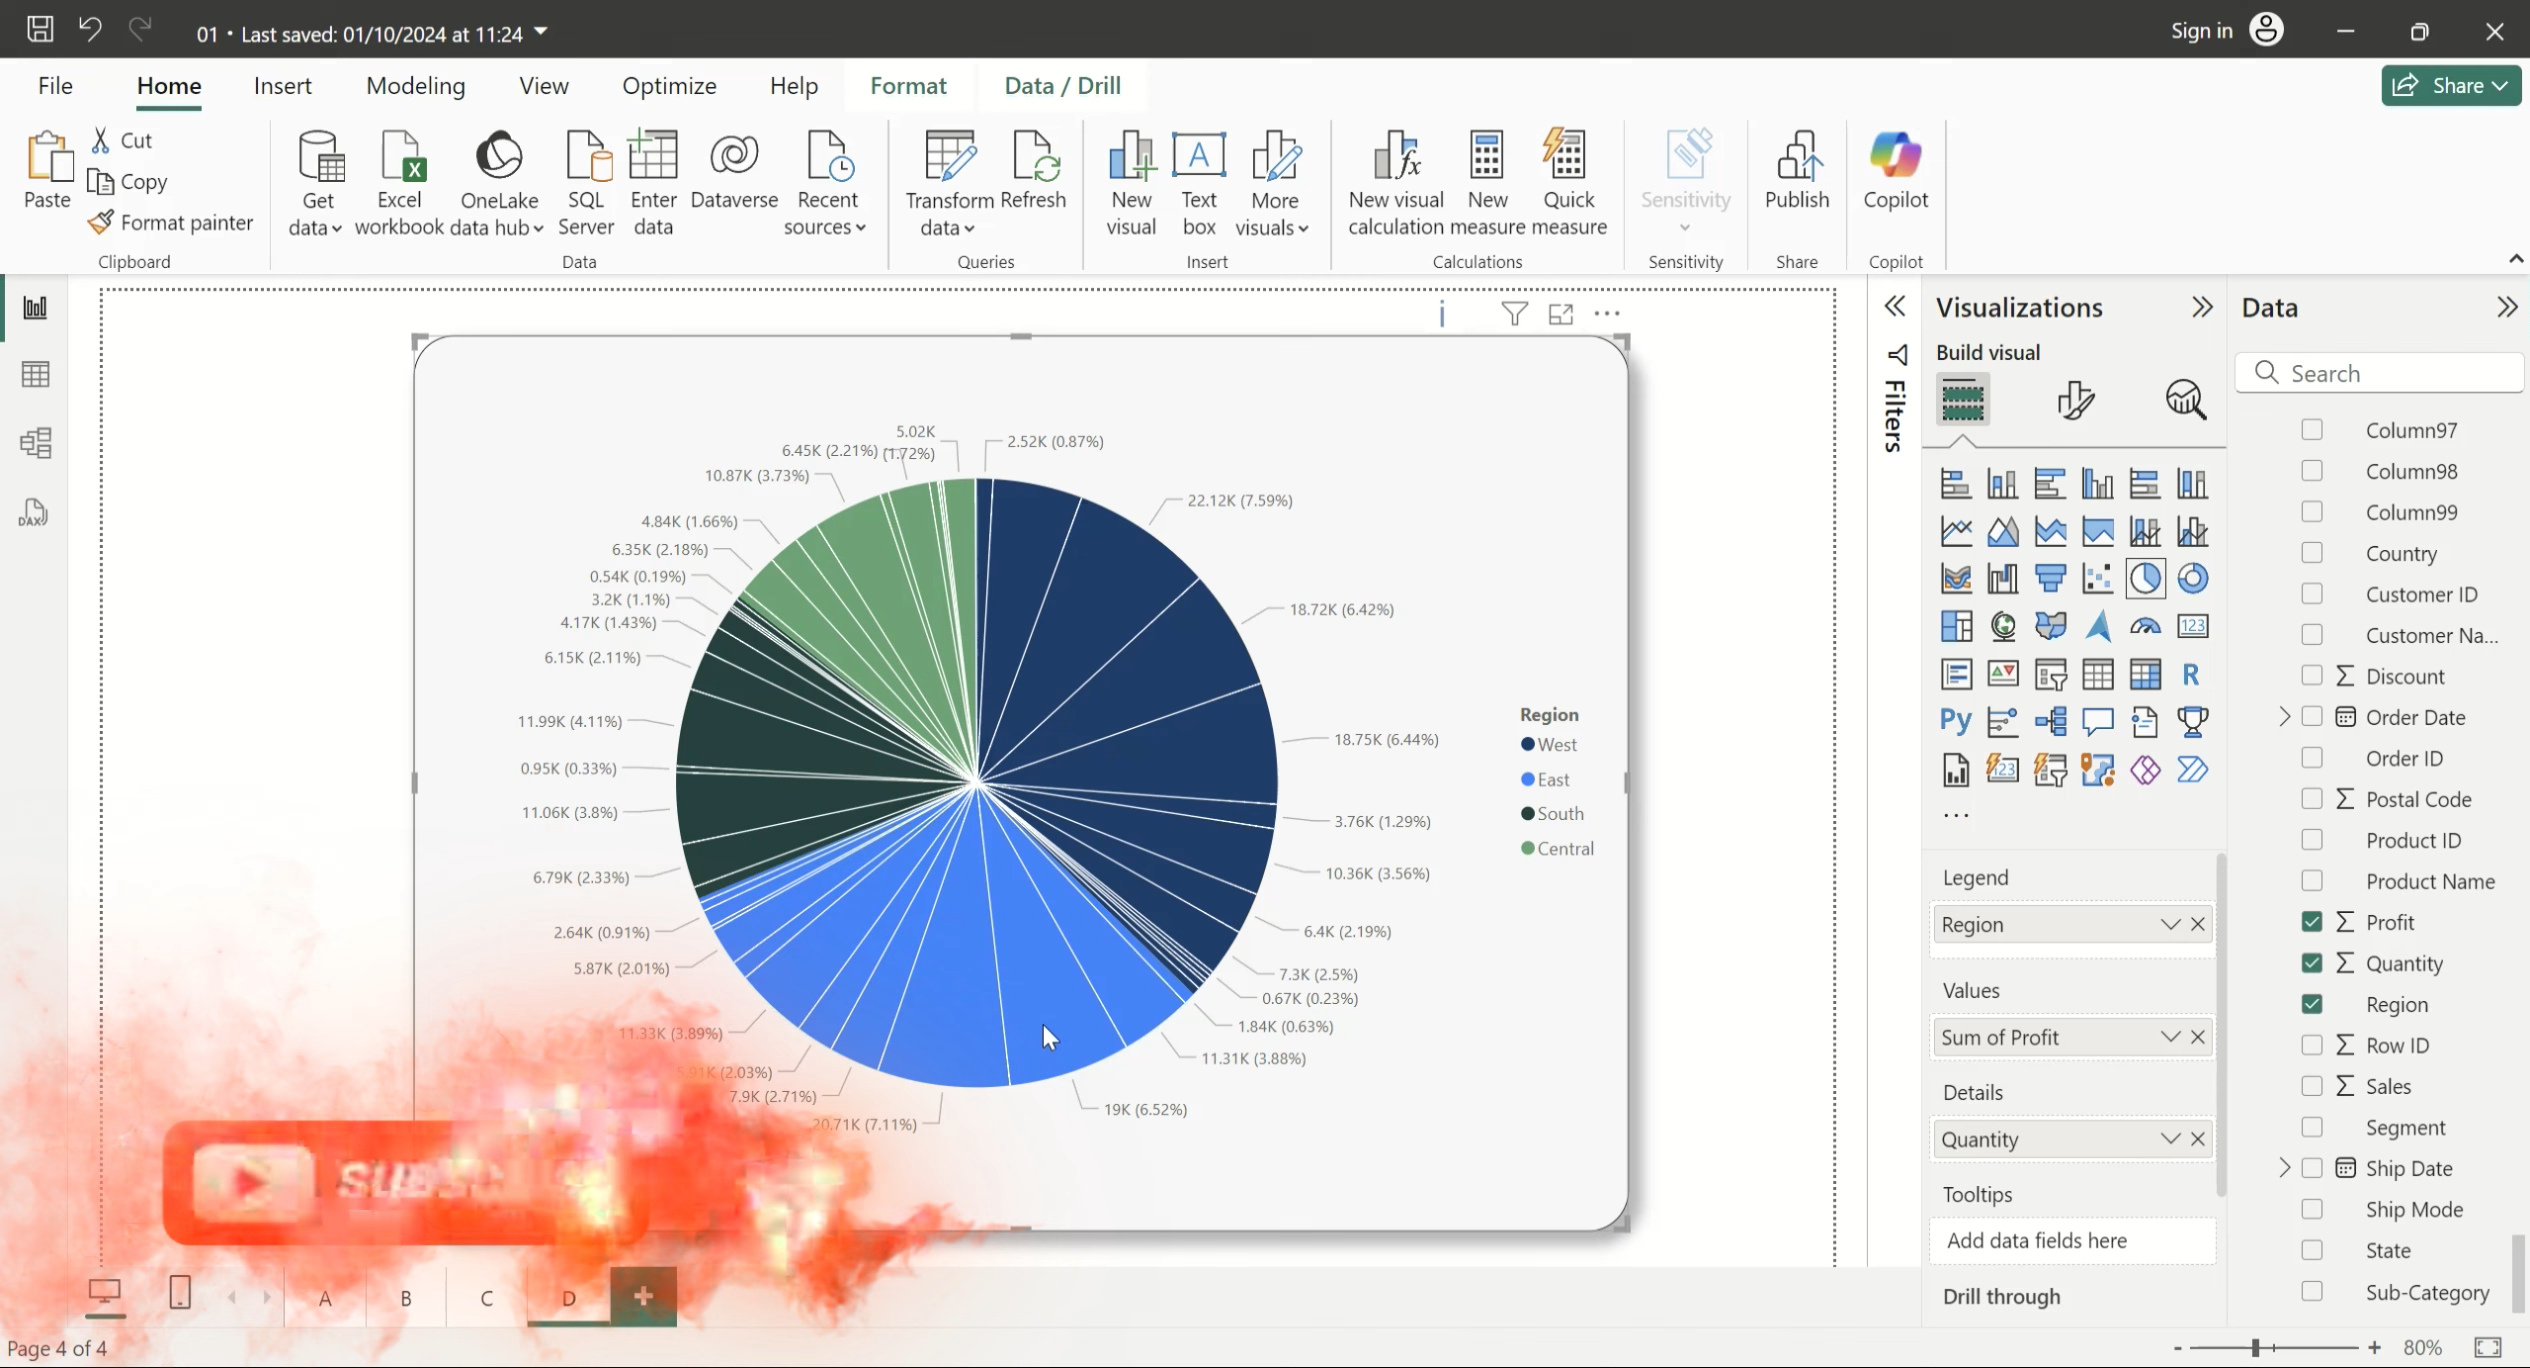 01 • Last saved: 01/10/2024 at 11:24
Sign in
File Home Insert Modeling View Optimize Help Format Data / Drill
Share
Paste
Cut
Copy
Format painter
Clipboard
Get data
Excel workbook
OneLake data hub
SQL Server
Enter data
Dataverse
Recent sources
Data
Transform data
Refresh
Queries
New visual
A
Text box
More visuals
Insert
New visual calculation
New measure
Quick measure
Calculations
Sensitivity
Sensitivity
Publish
Share
Copilot
Copilot
DAX
5.02K
(1.72%)
2.52K (0.87%)
6.45K (2.21%)
10.87K (3.73%)
22.12K (7.59%)
4.84K (1.66%)
6.35K (2.18%)
0.54K (0.19%)
3.2K (1.1%)
18.72K (6.42%)
4.17K (1.43%)
6.15K (2.11%)
11.99K (4.11%)
18.75K (6.44%)
0.95K (0.33%)
11.06K (3.8%)
3.76K (1.29%)
6.79K (2.33%)
10.36K (3.56%)
2.64K (0.91%)
6.4K (2.19%)
5.87K (2.01%)
7.3K (2.5%)
0.67K (0.23%)
11.33K (3.89%)
1.84K (0.63%)
11.31K (3.88%)
5.91K (2.03%)
7.9K (2.71%)
20.71K (7.11%)
19K (6.52%)
Region
West
East
South
Central
Filters
Visualizations
Build visual
123
R
Py
123
Legend
Region
Values
Sum of Profit
Details
Quantity
Tooltips
Add data fields here
Drill through
Data
Search
Column97
Column98
Column99
Country
Customer ID
Customer Na...
Discount
Order Date
Order ID
Postal Code
Product ID
Product Name
Profit
Quantity
Region
Row ID
Sales
Segment
Ship Date
Ship Mode
State
Sub-Category
A B C D
Page 4 of 4
80%